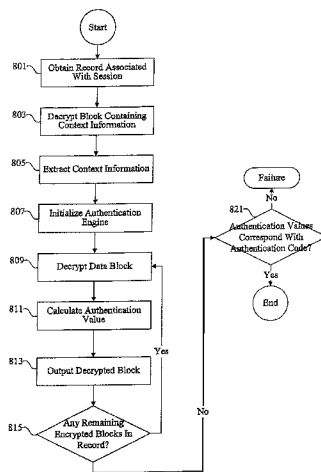 Start
801
Obtain Record Associated
With Session
803
Decrypt Block Containing
Context Information
805
Extract Context Information
807
Initialize Authentication
Engine
809
Decrypt Data Block
811
Calculate Authentication
Value
813
Output Decrypted Block
Yes
815
Any Remaining
Encrypted Blocks In
Record?
No
Failure
No
821
Authentication Values
Correspond With
Authentication Code?
Yes
End